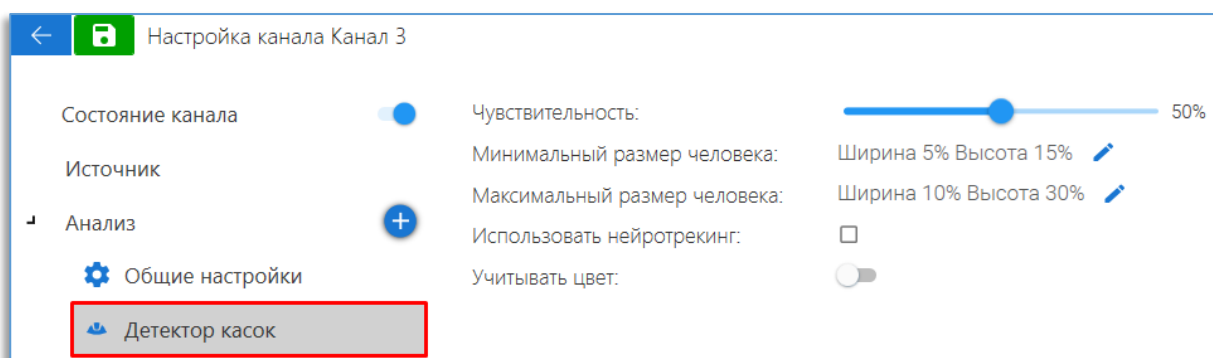 Настройка канала Канал 3
Состояние канала
Источник
Анализ
Общие настройки
Детектор касок
Чувствительность: 50%
Минимальный размер человека: Ширина 5% Высота 15%
Максимальный размер человека: Ширина 10% Высота 30%
Использовать нейротрекинг:
Учитывать цвет: